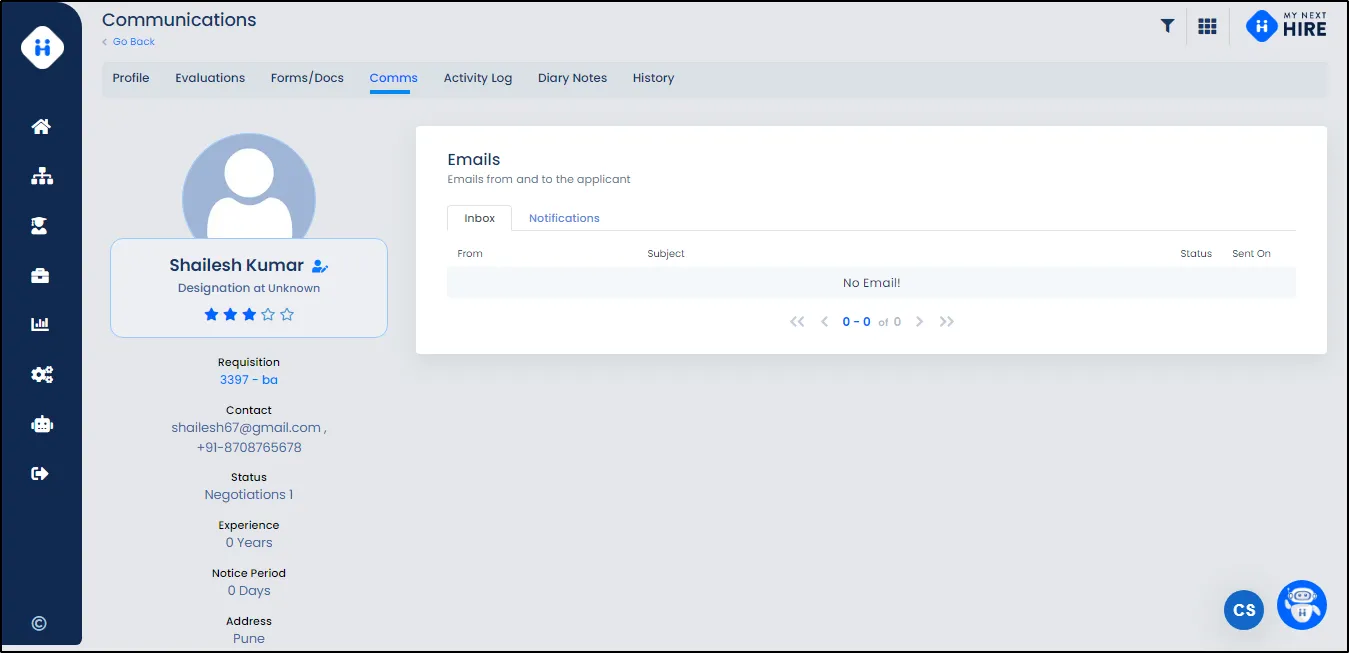 Communications
Go Back
MY NEXT
HIRE
Profile Evaluations Forms/Docs Comms Activity Log Diary Notes History
Shailesh Kumar
Designation at Unknown
Requisition
3397 - ba
Contact
shailesh67@gmail.com ,
+91-8708765678
Status
Negotiations 1
Experience
0 Years
Notice Period
0 Days
Address
Pune
Emails
Emails from and to the applicant
Inbox Notifications
From Subject Status Sent On
No Email!
0 - 0 of 0
CS
©